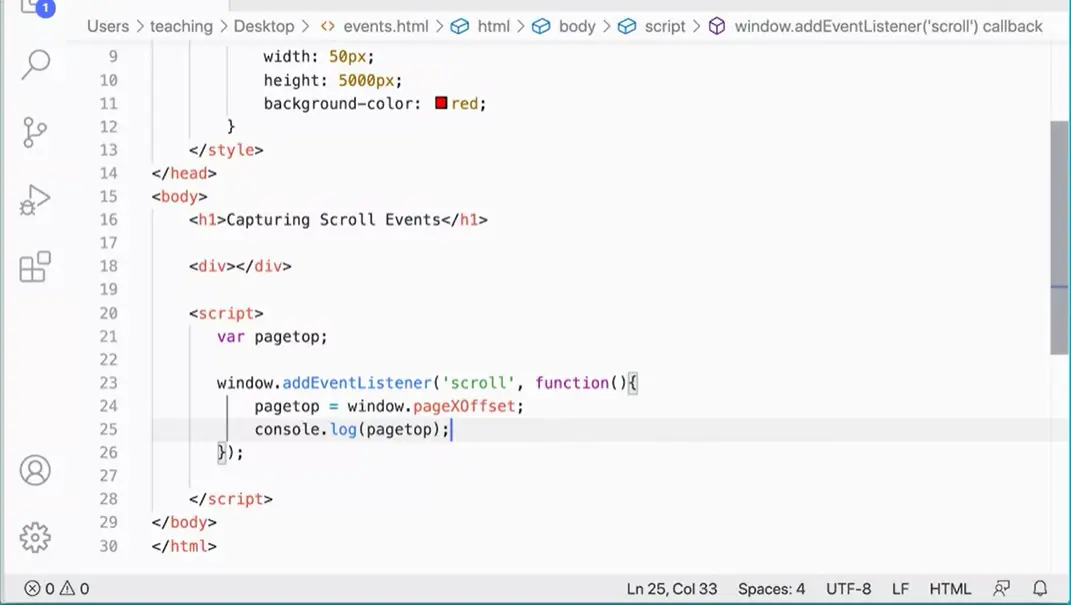 1
Users > teaching > Desktop > <> events.html > html > body > script > window.addEventListener('scroll') callback
9 width: 50px;
10 height: 5000px;
11 background-color: red;
12 }
13 </style>
14 </head>
15 <body>
16 <h1>Capturing Scroll Events</h1>
17
18 <div></div>
19
20 <script>
21 var pagetop;
22
23 window.addEventListener('scroll', function(){
24 pagetop = window.pageXOffset;
25 console.log(pagetop);
26 });
27
28 </script>
29 </body>
30 </html>
0 0 Ln 25, Col 33 Spaces: 4 UTF-8 LF HTML